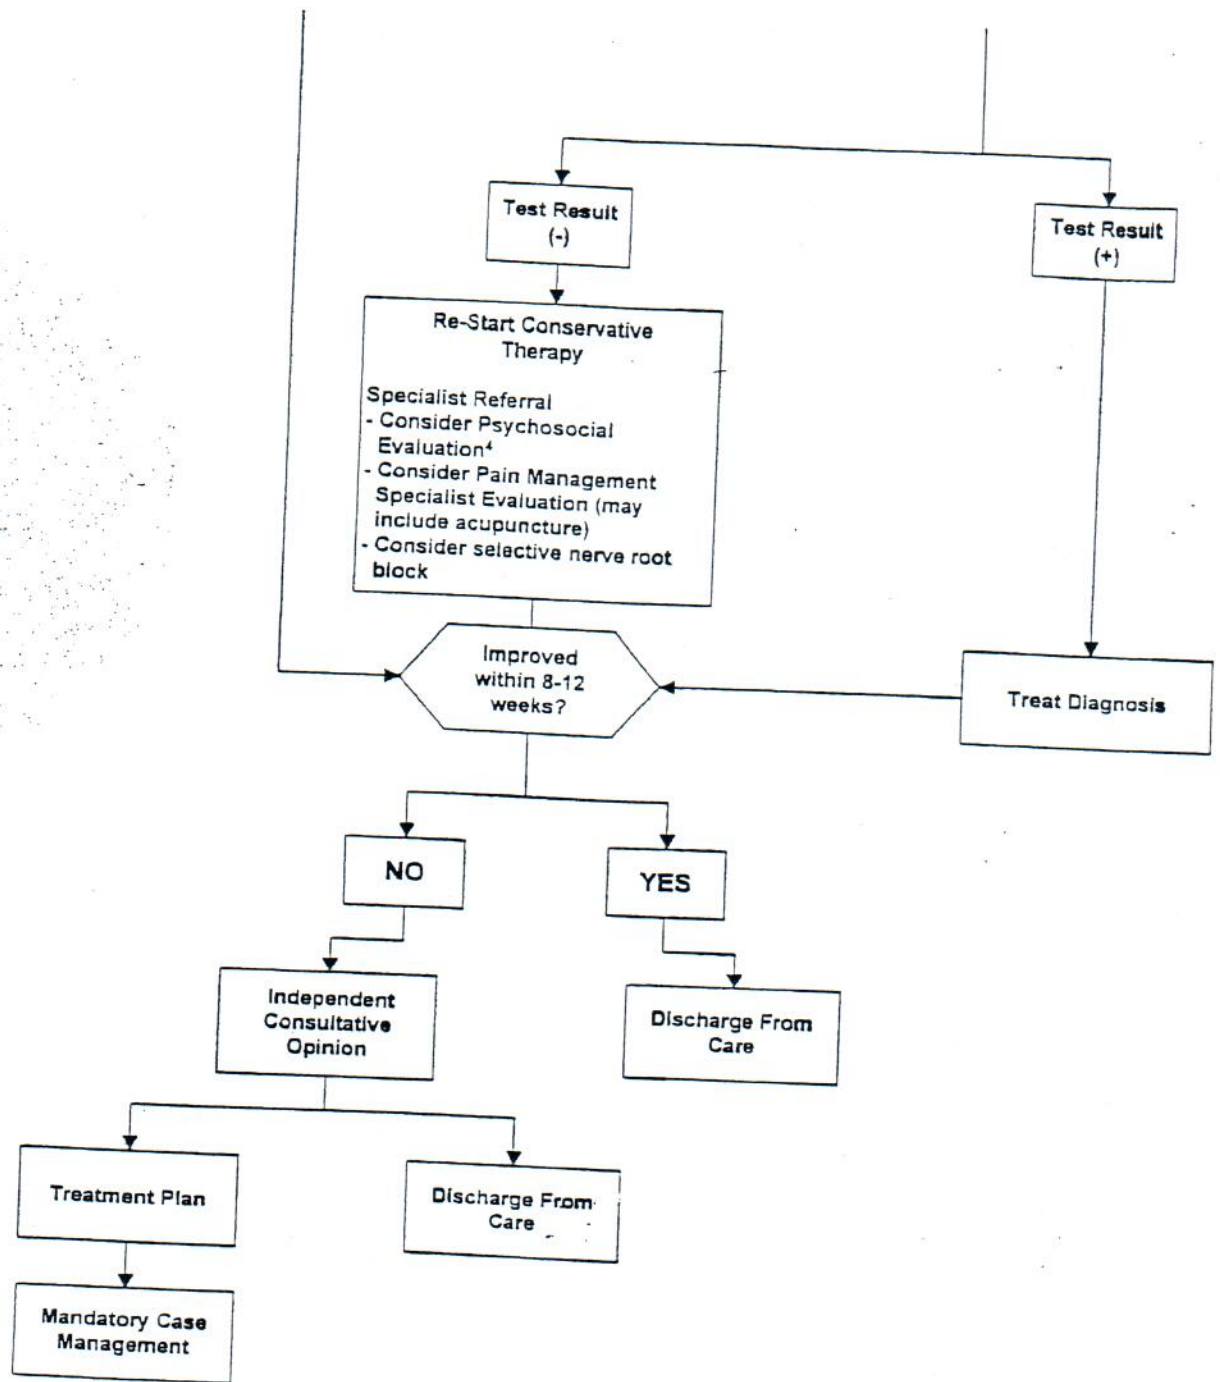 Test Result
(-)
Test Result
(+)
Re-Start Conservative
Therapy
Specialist Referral
- Consider Psychosocial
Evaluation⁴
- Consider Pain Management
Specialist Evaluation (may
include acupuncture)
- Consider selective nerve root
block
Improved
within 8-12
weeks?
Treat Diagnosis
NO
YES
Independent
Consultative
Opinion
Discharge From
Care
Treatment Plan
Discharge From
Care
Mandatory Case
Management